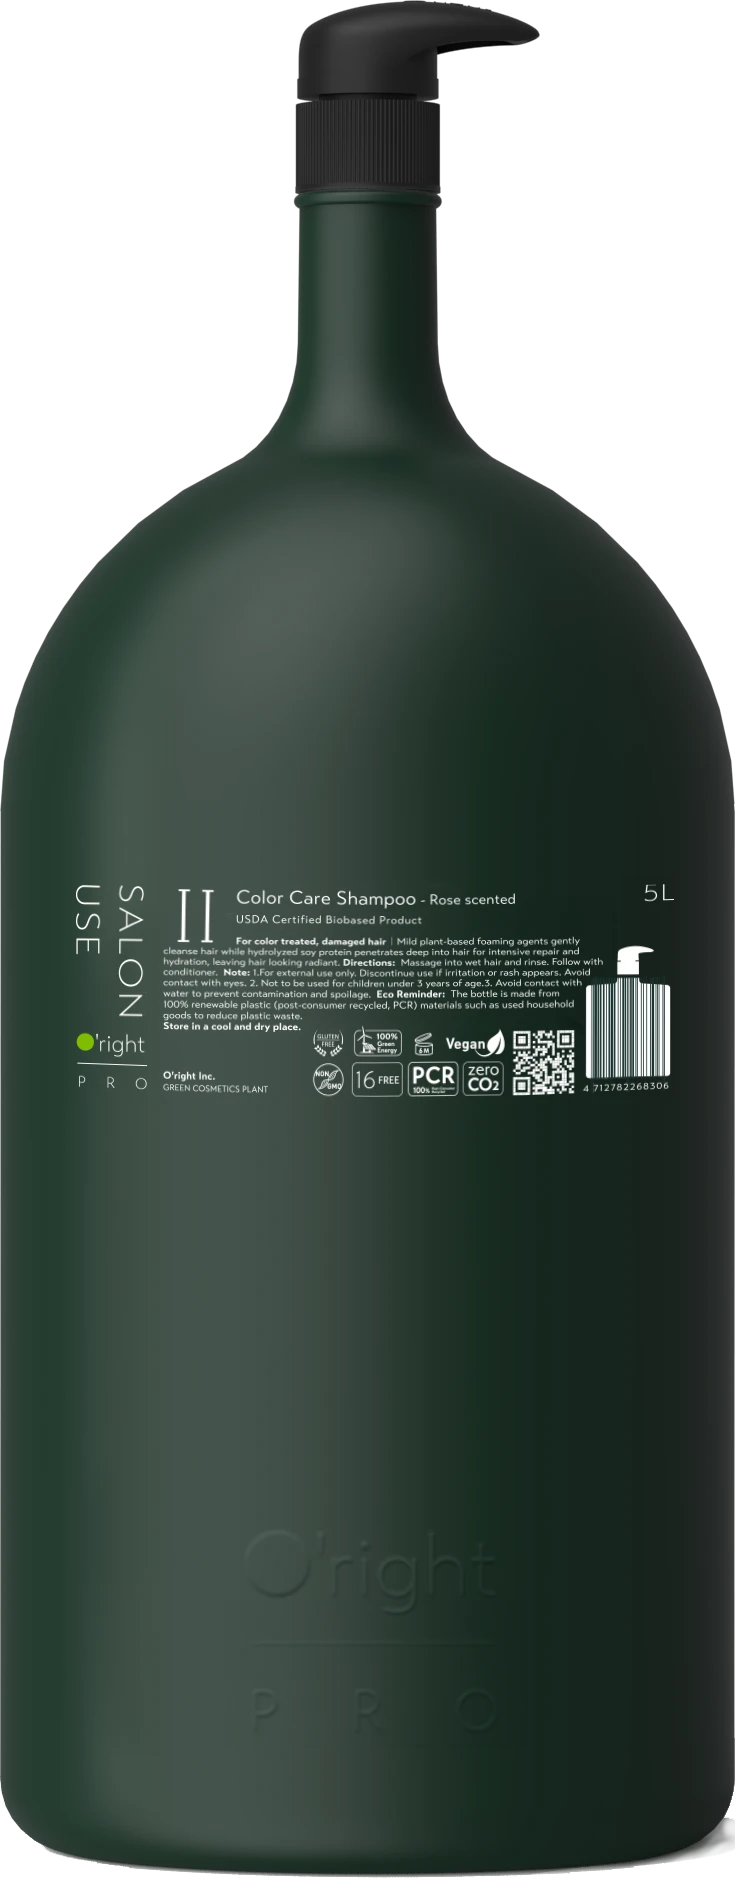 SALON
USE
O'right
PRO
II
Color Care Shampoo - Rose scented
USDA Certified Biobased Product
5L
For color treated, damaged hair | Mild plant-based foaming agents gently
cleanse hair while hydrolyzed soy protein penetrates deep into hair for intensive repair and
hydration, leaving hair looking radiant. Directions: Massage into wet hair and rinse. Follow with
conditioner. Note: 1.For external use only. Discontinue use if irritation or rash appears. Avoid
contact with eyes. 2. Not to be used for children under 3 years of age.3. Avoid contact with
water to prevent contamination and spoilage. Eco Reminder: The bottle is made from
100% renewable plastic (post-consumer recycled, PCR) materials such as used household
goods to reduce plastic waste.
Store in a cool and dry place.
O'right Inc.
GREEN COSMETICS PLANT
GLUTEN
FREE
100%
Green
Energy
6M
Vegan
NON
GMO
16 FREE
PCR
100%
zero
CO2
4 712782268306
O'right
PRO